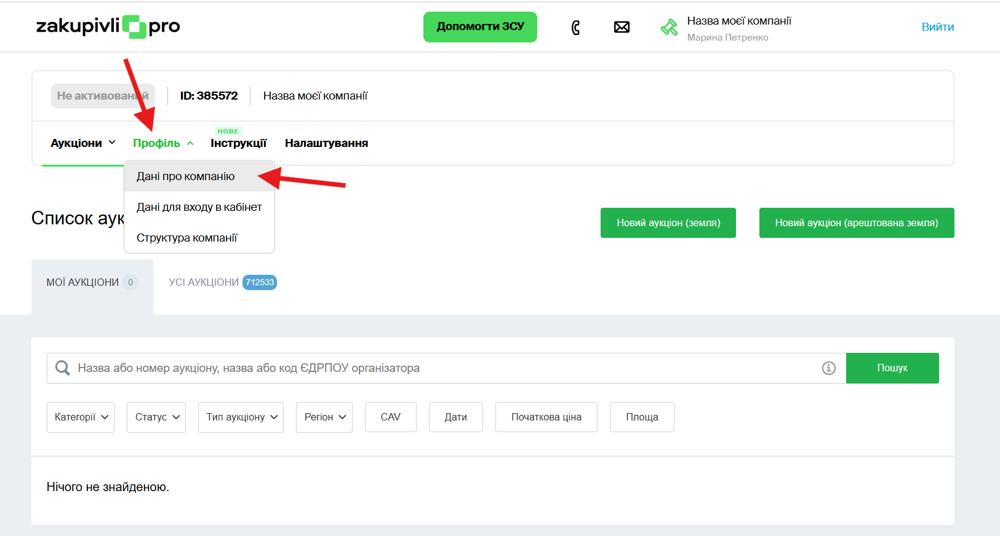 zakupivli pro
Допомогти ЗСУ
Назва моєї компанії
Марина Петренко
Вийти
Не активований
ID: 385572
Назва моєї компанії
НОВЕ
Аукціони
Профіль
Інструкції
Налаштування
Дані про компанію
Дані для входу в кабінет
Структура компанії
Список аук
Новий аукціон (земля)
Новий аукціон (арештована земля)
МОЇ АУКЦІОНИ 0
УСІ АУКЦІОНИ 712533
Назва або номер аукціону, назва або код ЄДРПОУ організатора
Пошук
Категорії
Статус
Тип аукціону
Регіон
CAV
Дати
Початкова ціна
Площа
Нічого не знайденою.